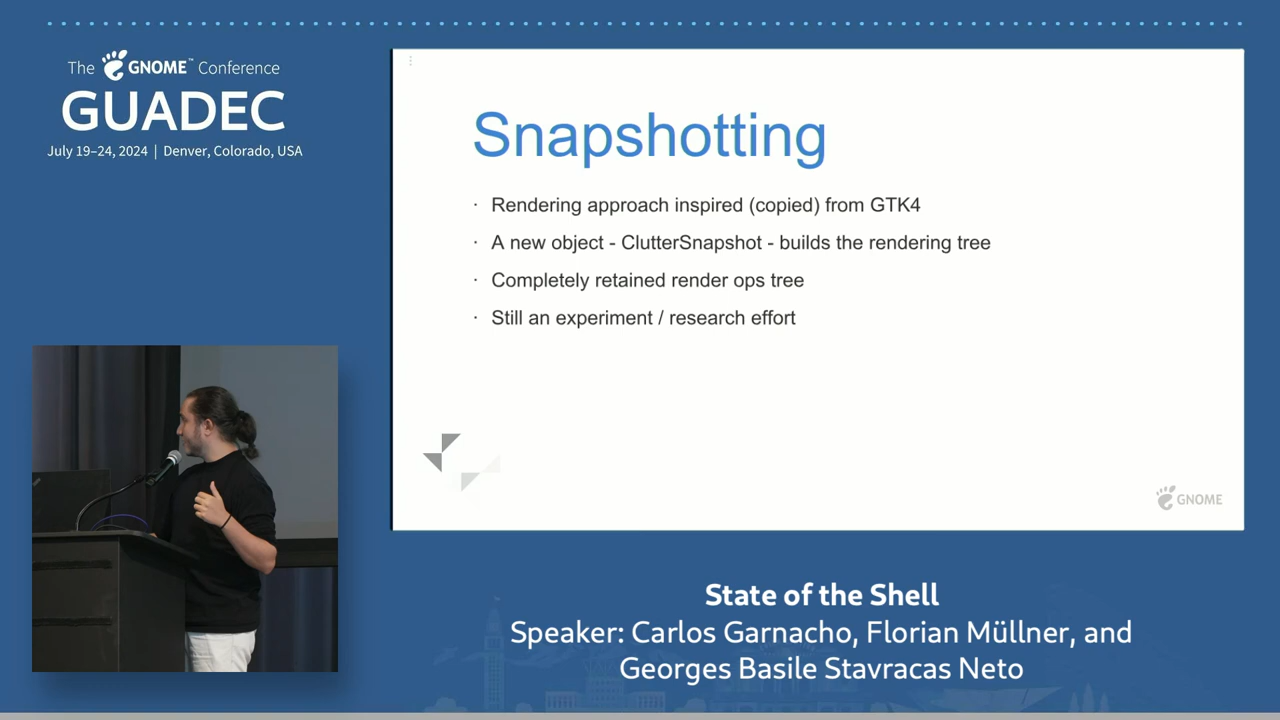 The GNOME™ Conference
GUADEC
July 19–24, 2024 | Denver, Colorado, USA
Snapshotting
· Rendering approach inspired (copied) from GTK4
· A new object - ClutterSnapshot - builds the rendering tree
· Completely retained render ops tree
· Still an experiment / research effort
GNOME
State of the Shell
Speaker: Carlos Garnacho, Florian Müllner, and
Georges Basile Stavracas Neto